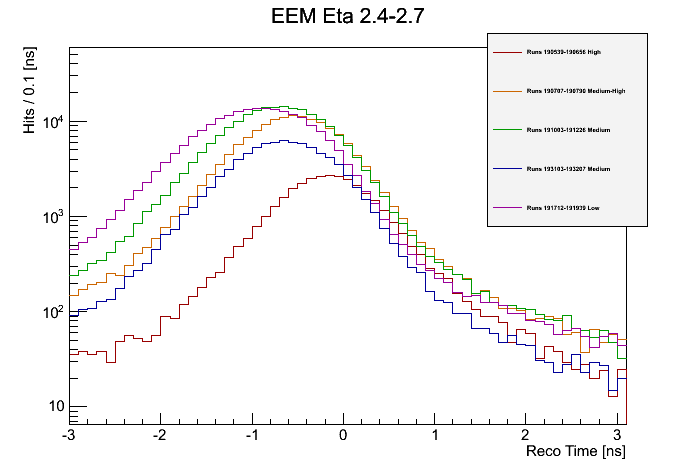 EEM Eta 2.4-2.7
Hits / 0.1 [ns]
Runs 190539-190656 High
Runs 190707-190790 Medium-High
Runs 191003-191226 Medium
Runs 193103-193207 Medium
Runs 191712-191939 Low
10⁴
10³
10²
10
-3 -2 -1 0 1 2 3
Reco Time [ns]